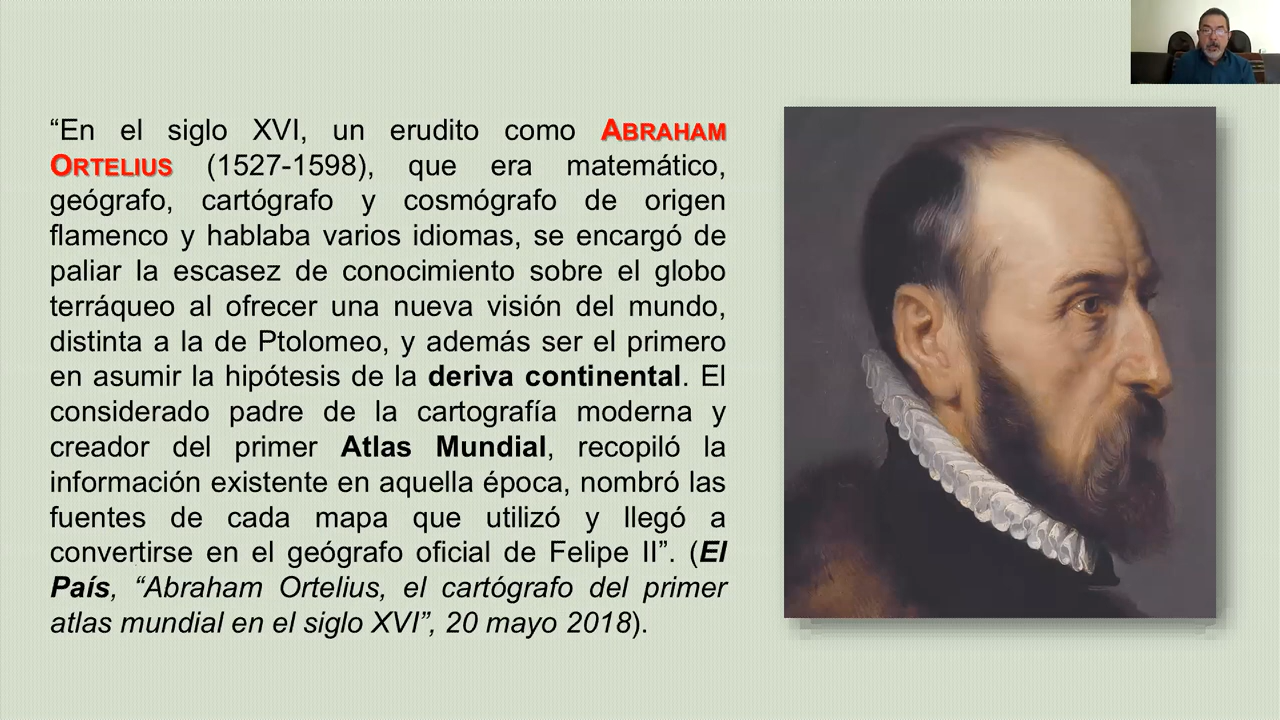 “En el siglo XVI, un erudito como ABRAHAM
ORTELIUS (1527-1598), que era matemático,
geógrafo, cartógrafo y cosmógrafo de origen
flamenco y hablaba varios idiomas, se encargó de
paliar la escasez de conocimiento sobre el globo
terráqueo al ofrecer una nueva visión del mundo,
distinta a la de Ptolomeo, y además ser el primero
en asumir la hipótesis de la deriva continental. El
considerado padre de la cartografía moderna y
creador del primer Atlas Mundial, recopiló la
información existente en aquella época, nombró las
fuentes de cada mapa que utilizó y llegó a
convertirse en el geógrafo oficial de Felipe II”. (El
País, “Abraham Ortelius, el cartógrafo del primer
atlas mundial en el siglo XVI”, 20 mayo 2018).